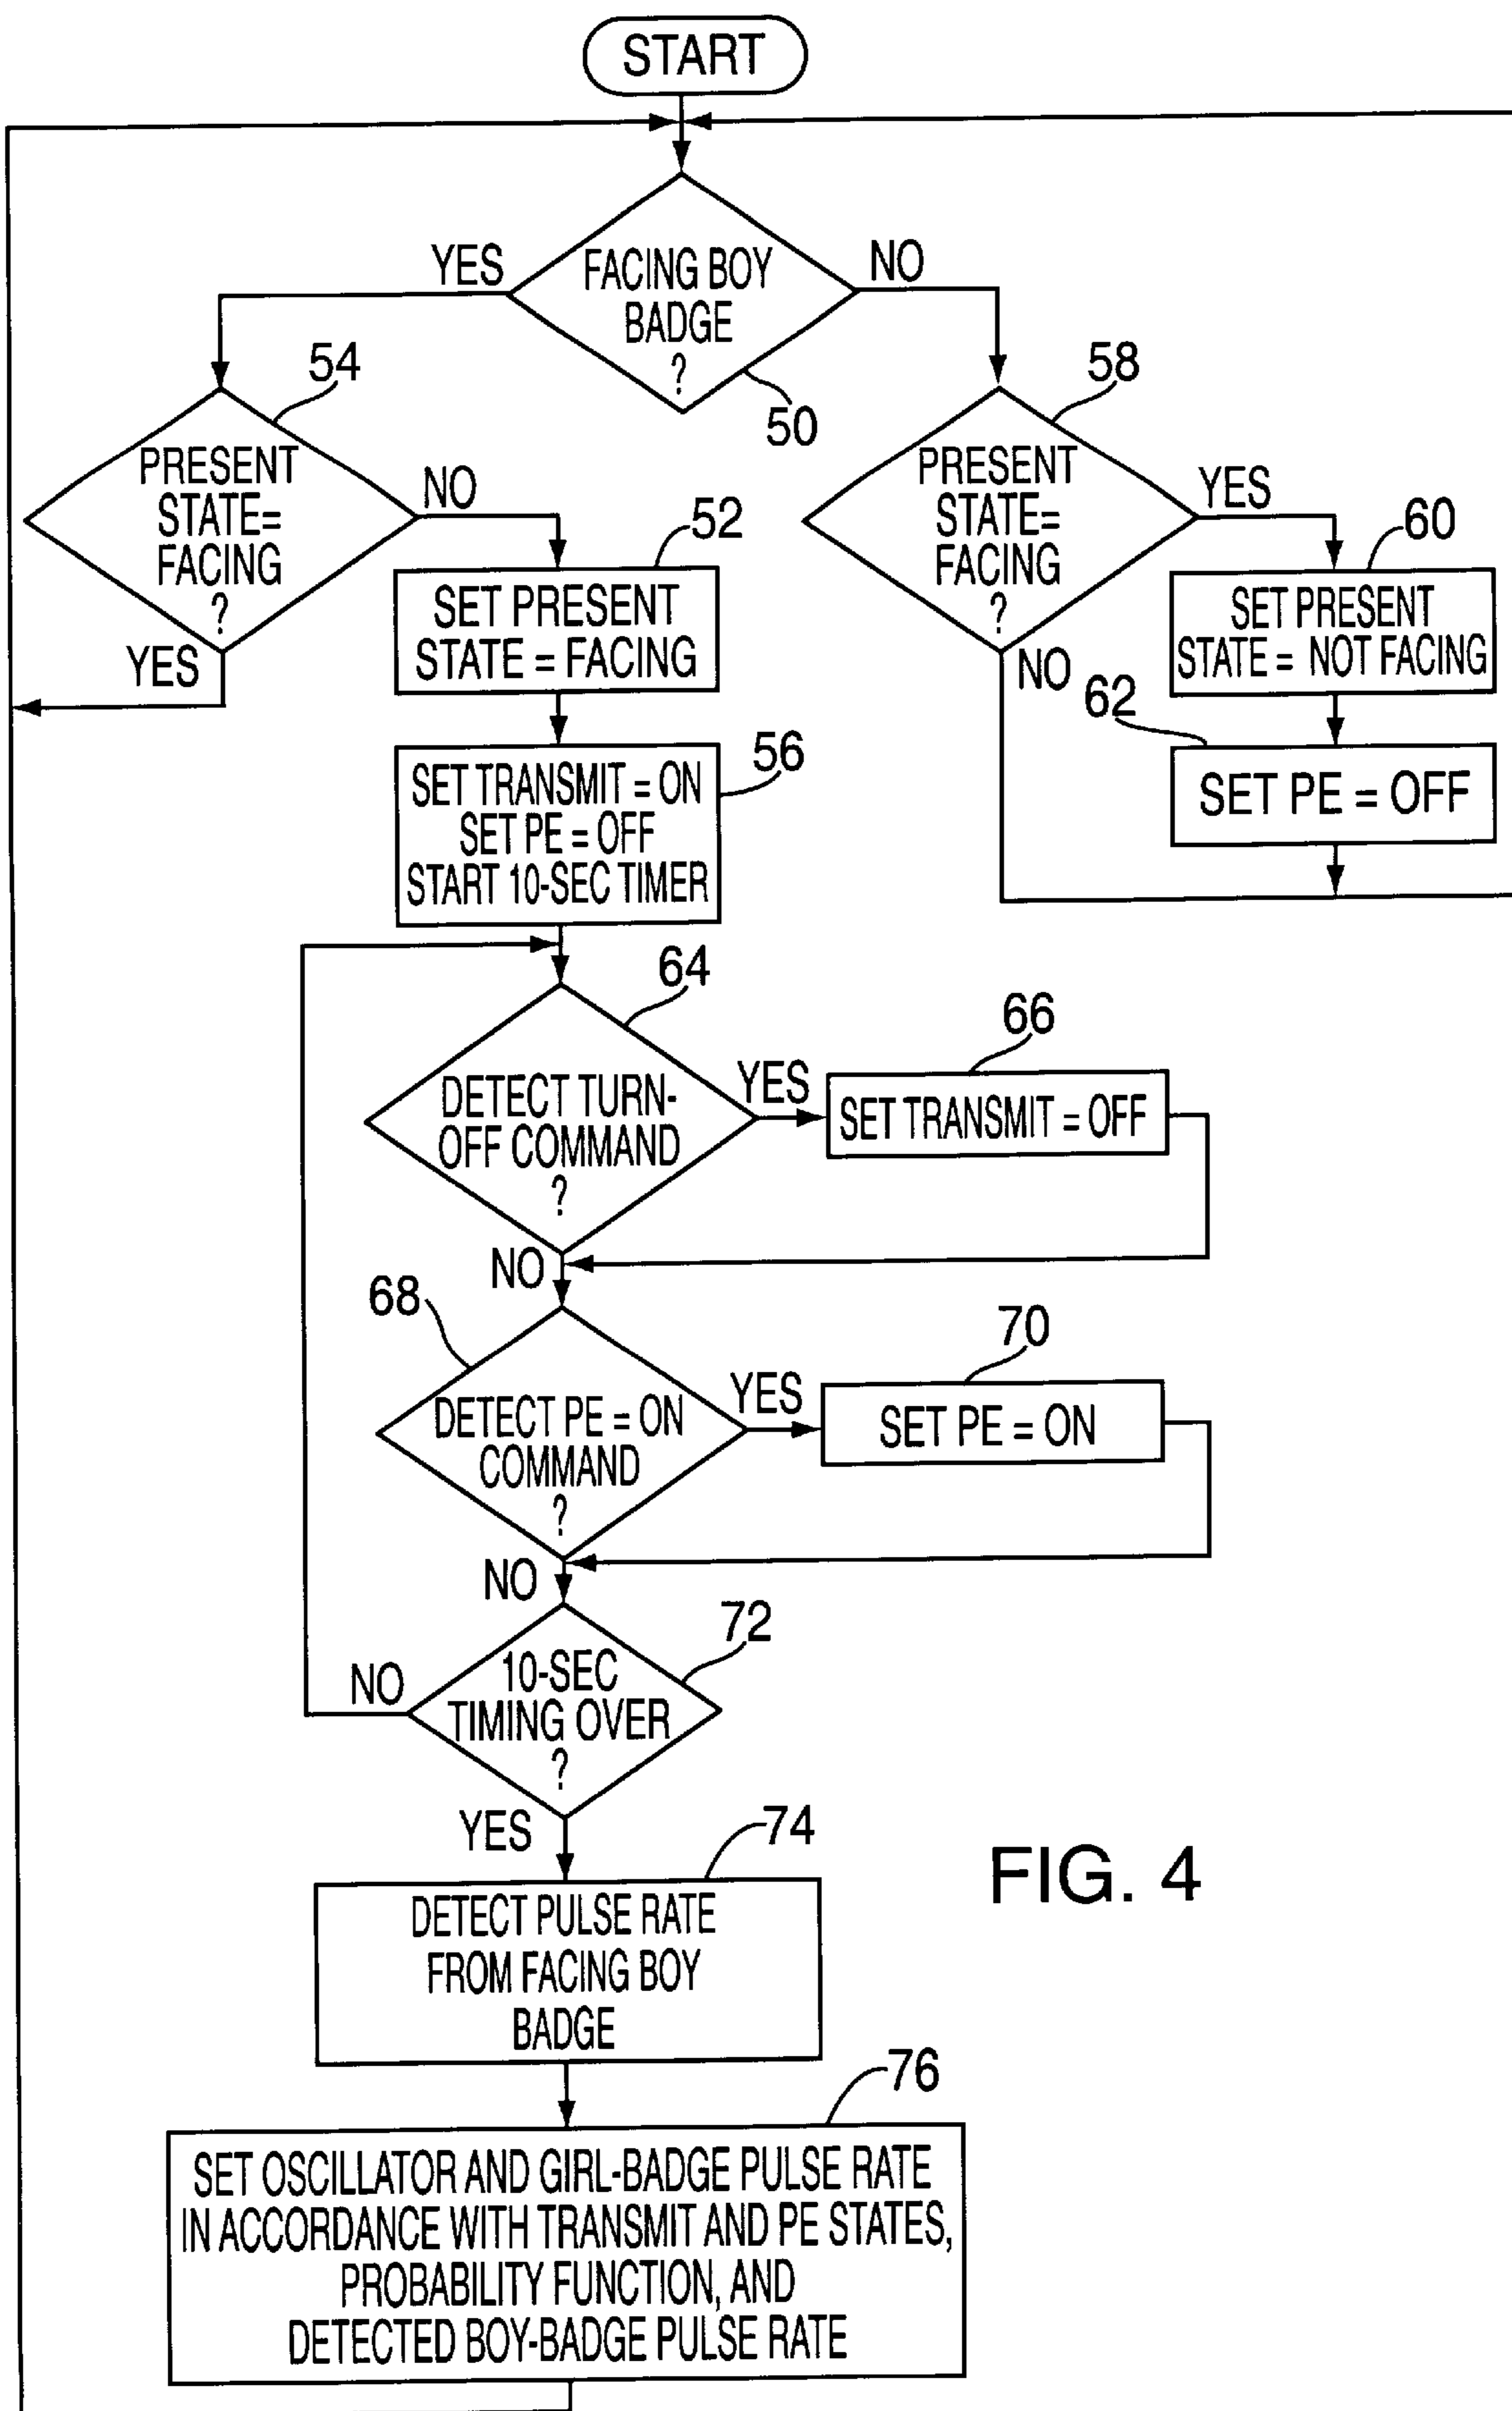 START
FACING BOY
BADGE
?
YES
NO
50
54
PRESENT
STATE=
FACING
?
NO
YES
58
PRESENT
STATE=
FACING
?
YES
NO
52
SET PRESENT
STATE = FACING
60
SET PRESENT
STATE = NOT FACING
62
SET PE = OFF
56
SET TRANSMIT = ON
SET PE = OFF
START 10-SEC TIMER
64
DETECT TURN-
OFF COMMAND
?
YES
NO
66
SET TRANSMIT = OFF
68
DETECT PE = ON
COMMAND
?
YES
NO
70
SET PE = ON
72
10-SEC
TIMING OVER
?
NO
YES
74
DETECT PULSE RATE
FROM FACING BOY
BADGE
FIG. 4
76
SET OSCILLATOR AND GIRL-BADGE PULSE RATE
IN ACCORDANCE WITH TRANSMIT AND PE STATES,
PROBABILITY FUNCTION, AND
DETECTED BOY-BADGE PULSE RATE